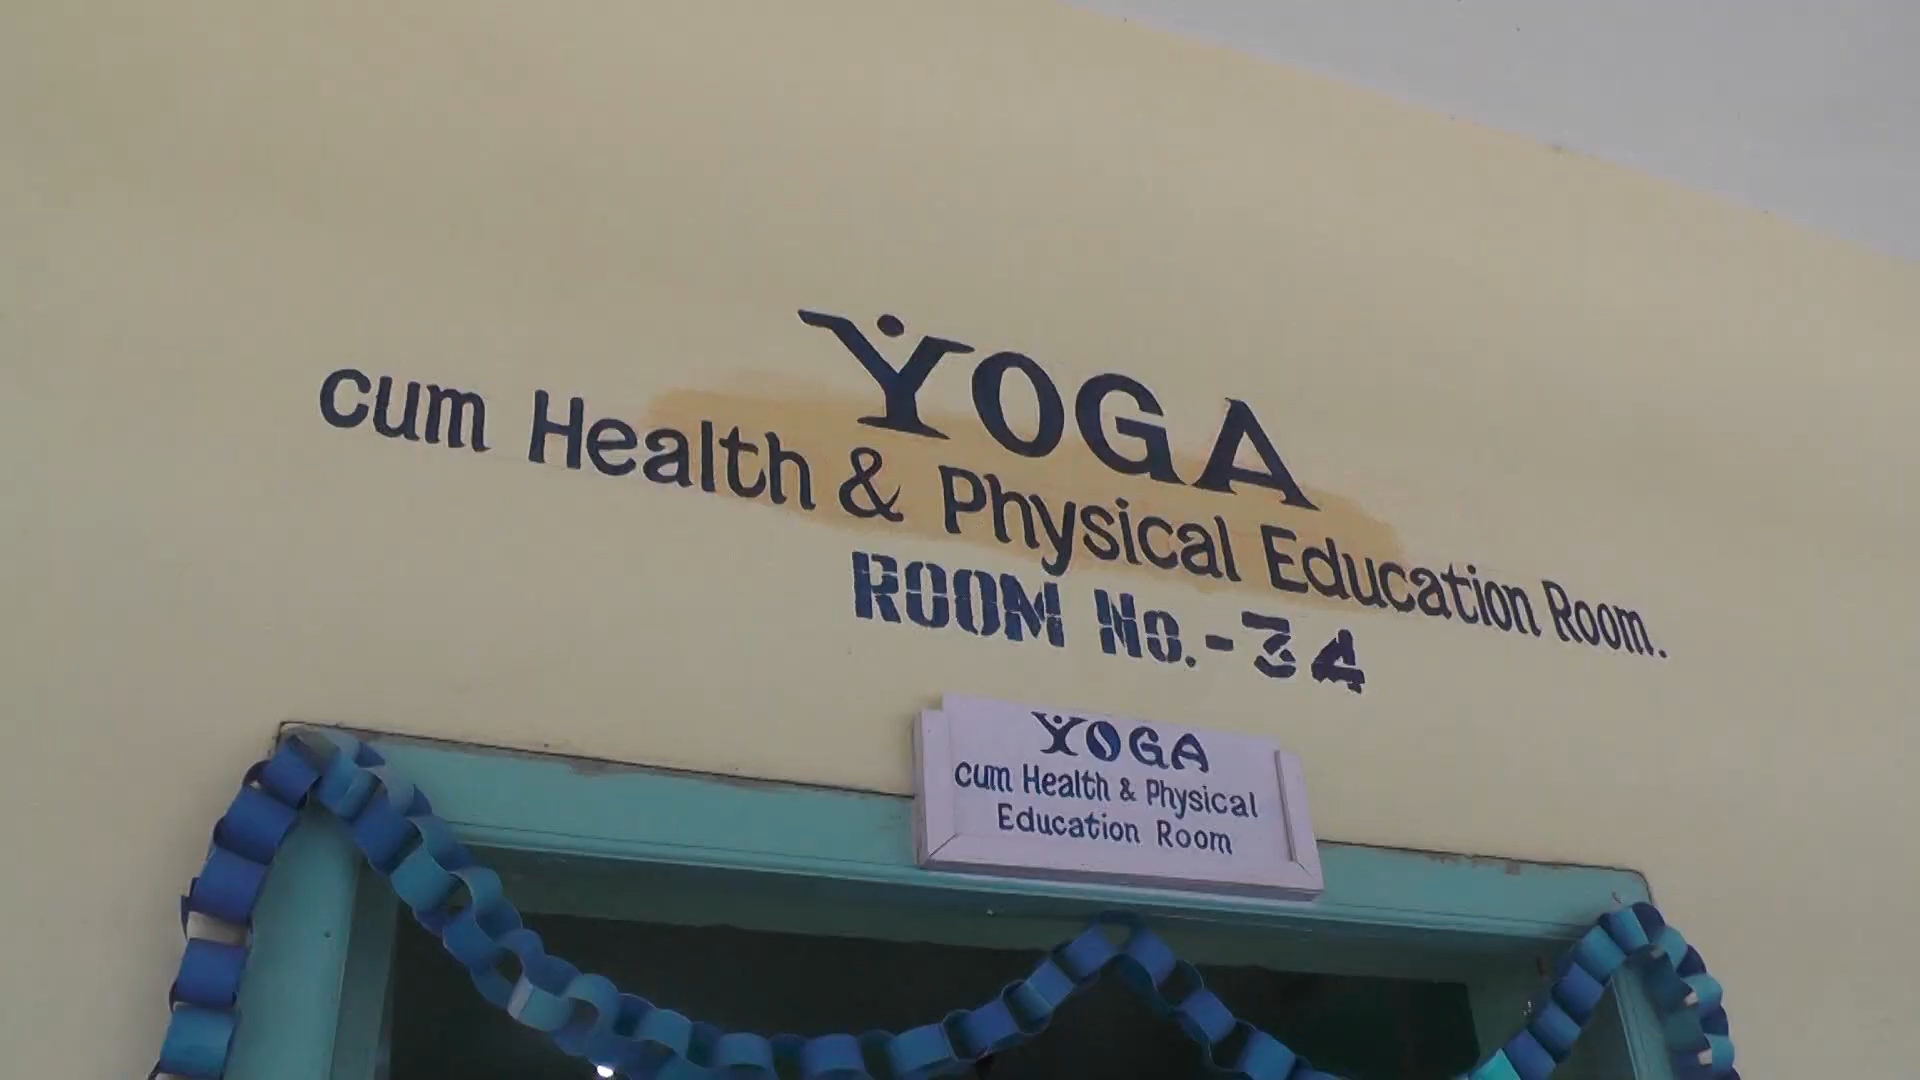 YOGA
cum Health & Physical Education Room.
ROOM No.-34
YOGA
cum Health & Physical
Education Room